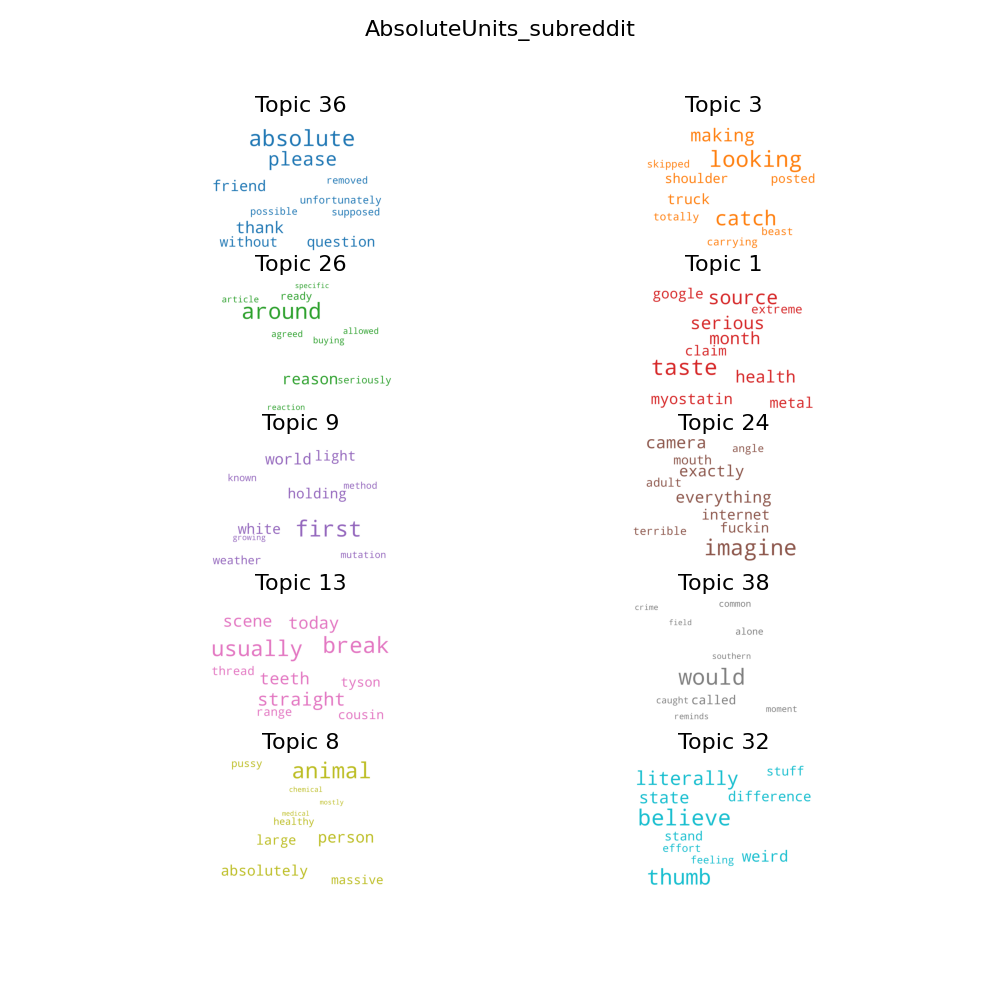 AbsoluteUnits_subreddit
Topic 36
absolute
please
removed
friend
unfortunately
possible
supposed
thank
without
question
Topic 3
making
looking
skipped
shoulder
posted
truck
totally
catch
beast
carrying
Topic 26
specific
ready
article
around
allowed
agreed
buying
reason
seriously
reaction
Topic 1
google
source
extreme
serious
month
claim
taste
health
myostatin
metal
Topic 9
world
light
known
method
holding
white
first
growing
mutation
weather
Topic 24
camera
angle
mouth
exactly
adult
everything
internet
fuckin
terrible
imagine
Topic 13
scene
today
usually
break
thread
teeth
tyson
straight
range
cousin
Topic 38
common
crime
field
alone
southern
would
caught
called
moment
reminds
Topic 8
pussy
animal
chemical
mostly
medical
healthy
large
person
absolutely
massive
Topic 32
literally
stuff
state
difference
believe
stand
effort
feeling
weird
thumb